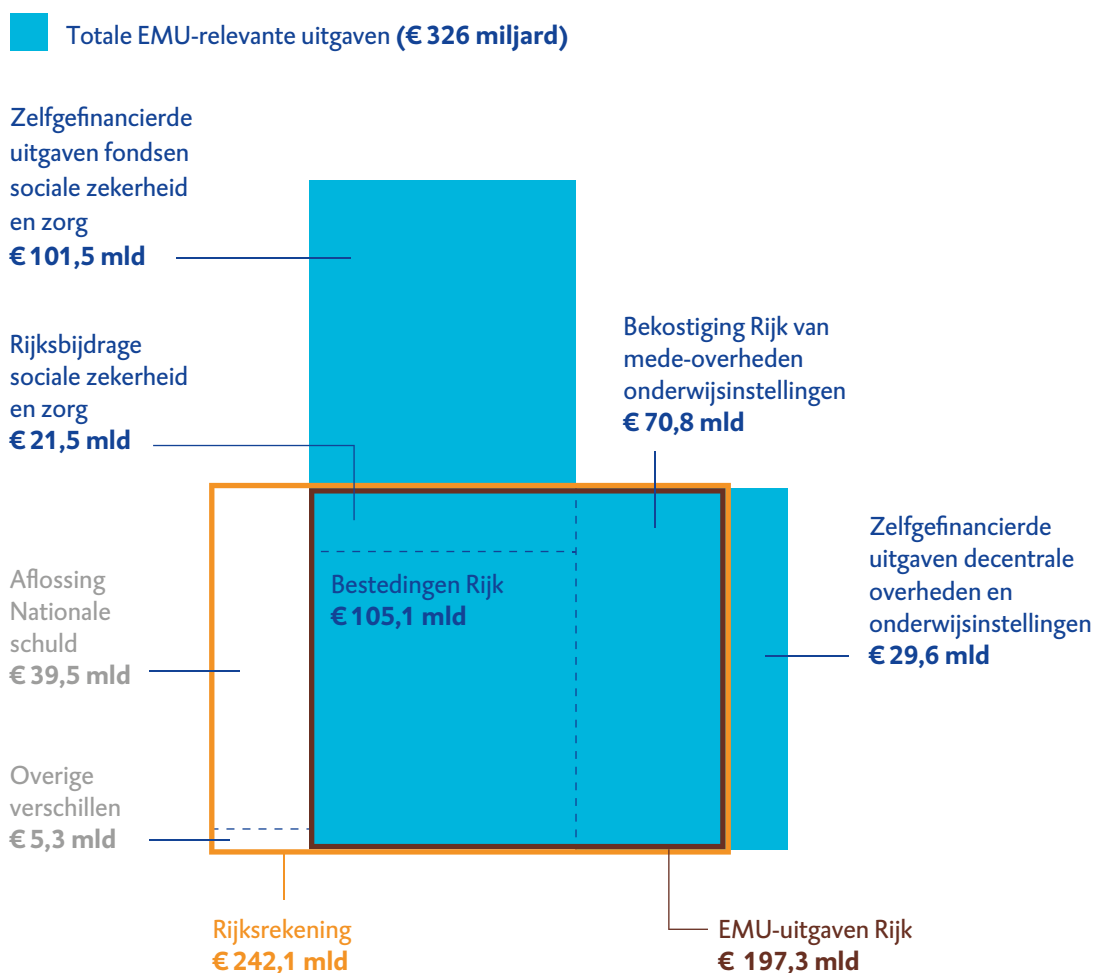 Totale EMU-relevante uitgaven (€ 326 miljard)
Zelfgefinancierde
uitgaven fondsen
sociale zekerheid
en zorg
€ 101,5 mld
Rijksbijdrage
sociale zekerheid
en zorg
€ 21,5 mld
Bekostiging Rijk van
mede-overheden
onderwijsinstellingen
€ 70,8 mld
Zelfgefinancierde
uitgaven decentrale
overheden en
onderwijsinstellingen
€ 29,6 mld
Aflossing
Nationale
schuld
€ 39,5 mld
Bestedingen Rijk
€ 105,1 mld
Overige
verschillen
€ 5,3 mld
Rijksrekening
€ 242,1 mld
EMU-uitgaven Rijk
€ 197,3 mld